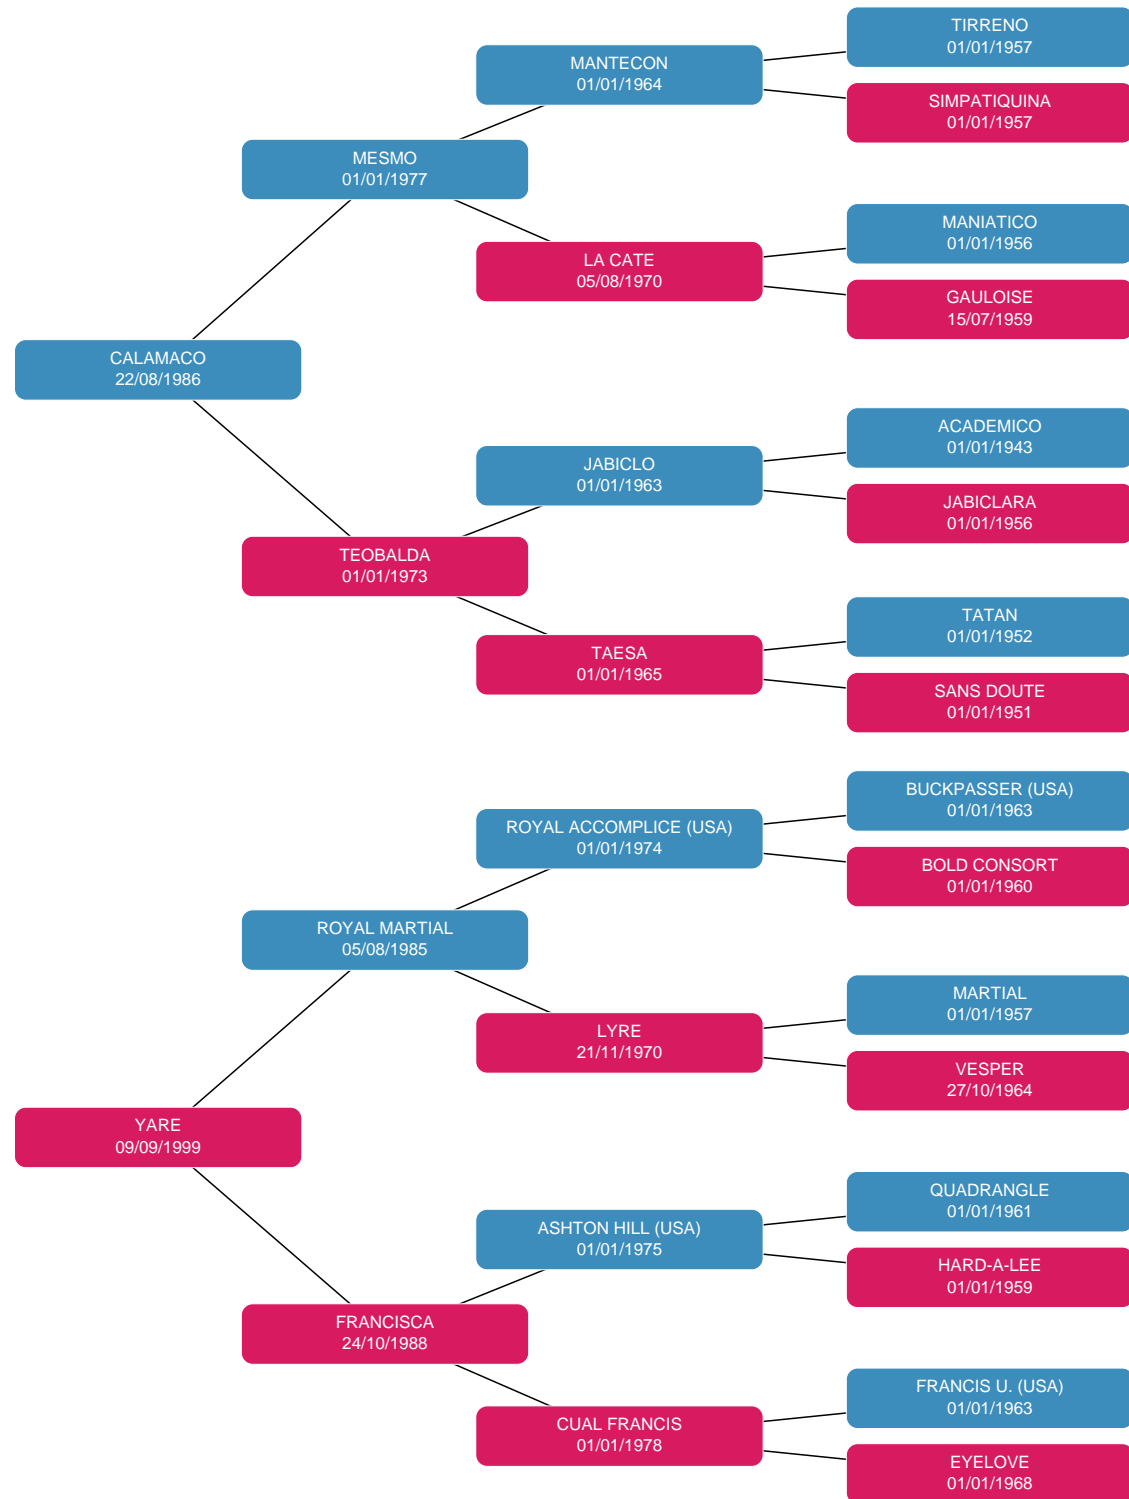 TIRRENO
01/01/1957
MANTECON
01/01/1964
SIMPATIQUINA
01/01/1957
MESMO
01/01/1977
MANIATICO
01/01/1956
LA CATE
05/08/1970
GAULOISE
15/07/1959
CALAMACO
22/08/1986
ACADEMICO
01/01/1943
JABICLO
01/01/1963
JABICLARA
01/01/1956
TEOBALDA
01/01/1973
TATAN
01/01/1952
TAESA
01/01/1965
SANS DOUTE
01/01/1951
BUCKPASSER (USA)
01/01/1963
ROYAL ACCOMPLICE (USA)
01/01/1974
BOLD CONSORT
01/01/1960
ROYAL MARTIAL
05/08/1985
MARTIAL
01/01/1957
LYRE
21/11/1970
VESPER
27/10/1964
YARE
09/09/1999
QUADRANGLE
01/01/1961
ASHTON HILL (USA)
01/01/1975
HARD-A-LEE
01/01/1959
FRANCISCA
24/10/1988
FRANCIS U. (USA)
01/01/1963
CUAL FRANCIS
01/01/1978
EYELOVE
01/01/1968